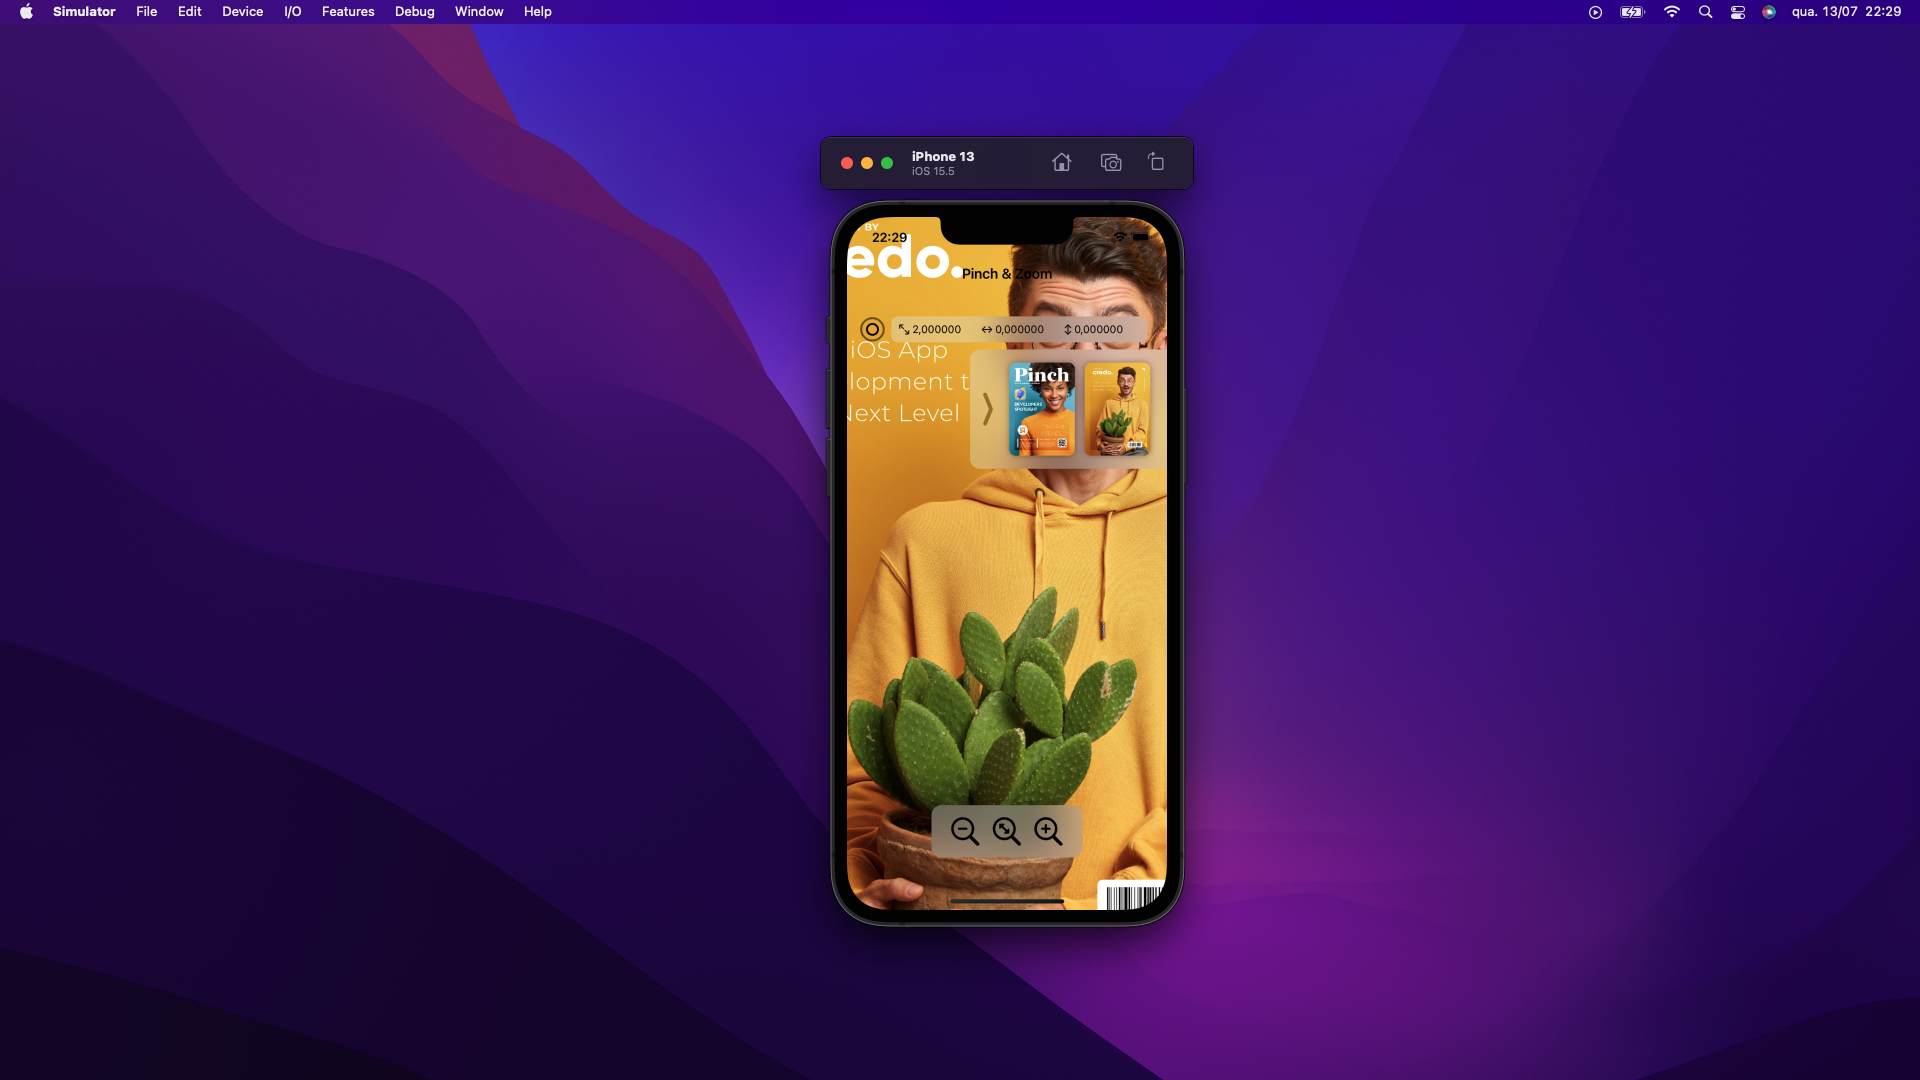 Simulator File Edit Device I/O Features Debug Window Help
qua. 13/07 22:29
iPhone 13
iOS 15.5
BY
22:29
edo.
Pinch & Zoom
2,000000 0,000000 0,000000
iOS App
lopment t
Next Level
Pinch
DEVELOPERS
SPOTLIGHT
credo.